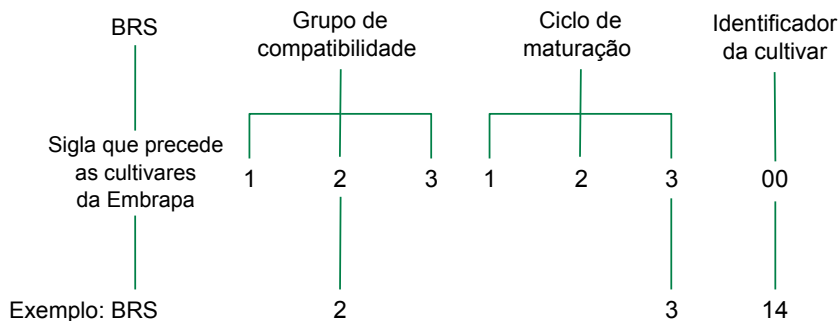 BRS
Grupo de
compatibilidade
Ciclo de
maturação
Identificador
da cultivar
Sigla que precede
as cultivares
da Embrapa
1 2 3 1 2 3 00
Exemplo: BRS 2 3 14